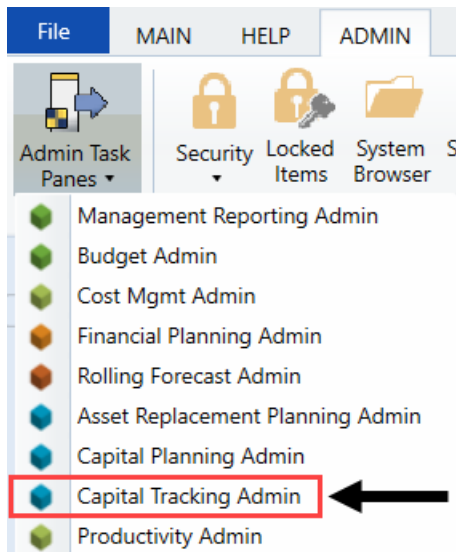 File MAIN HELP ADMIN
Admin Task Panes
Security
Locked Items
System Browser
S
Management Reporting Admin
Budget Admin
Cost Mgmt Admin
Financial Planning Admin
Rolling Forecast Admin
Asset Replacement Planning Admin
Capital Planning Admin
Capital Tracking Admin
Productivity Admin